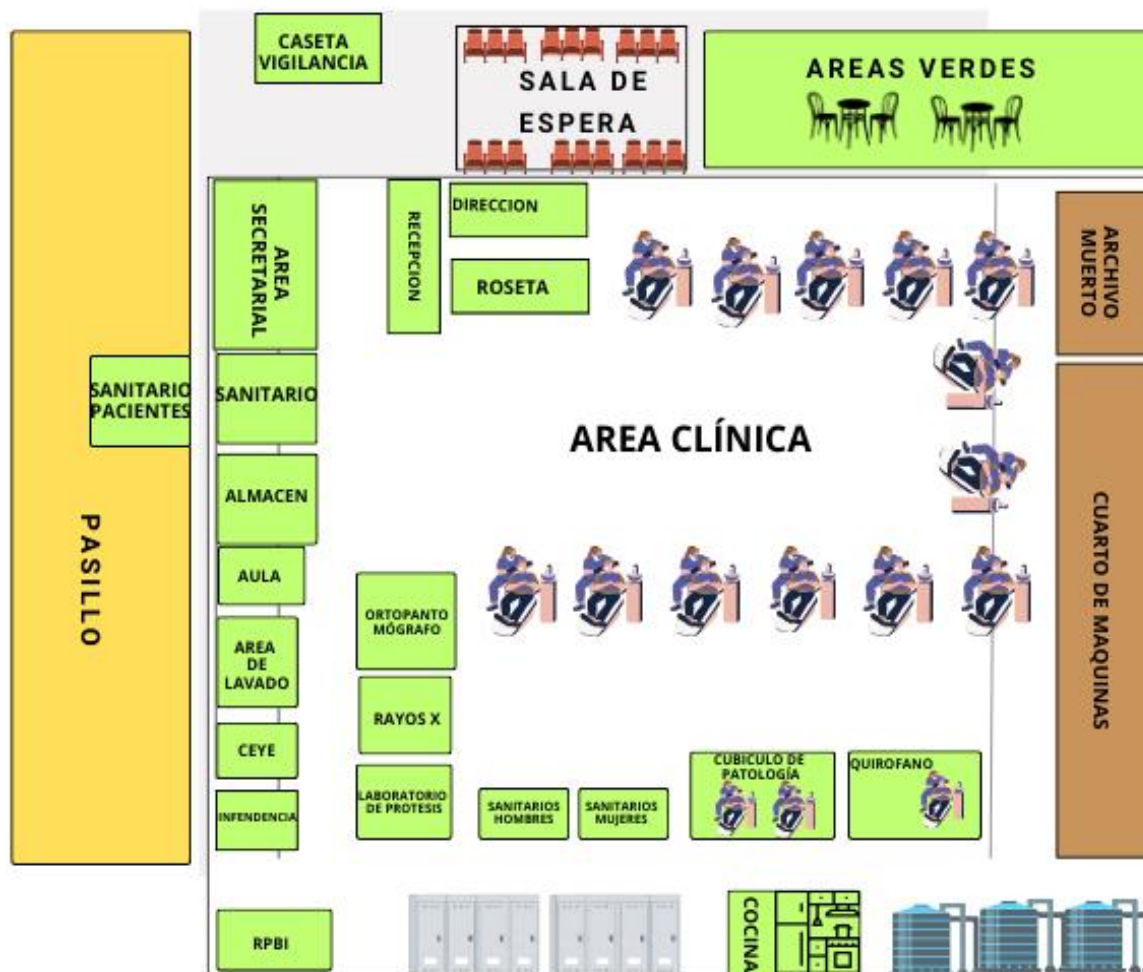 CASETA
VIGILANCIA
SALA DE
ESPERA
AREAS VERDES
AREA
SECRETARIAL
RECEPCION
DIRECCION
ROSETA
ARCHIVO
MUERTO
SANITARIO
PACIENTES
SANITARIO
AREA CLÍNICA
ALMACEN
PASILLO
AULA
ORTOPANTO
MÓGRAFO
CUARTO DE MAQUINAS
AREA
DE
LAVADO
RAYOS X
CEYE
CUBICULO DE
PATOLOGÍA
QUIROFANO
LABORATORIO
DE PROTESIS
SANITARIOS
HOMBRES
SANITARIOS
MUJERES
INFENDENCIA
RPBI
COCINA